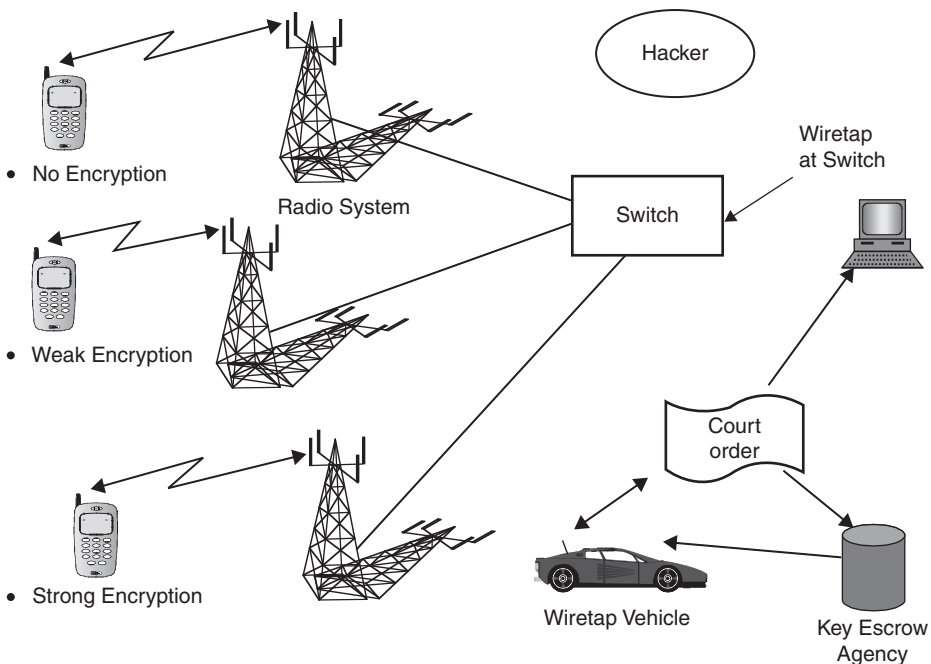 Hacker
Wiretap
at Switch
• No Encryption
Radio System
Switch
• Weak Encryption
Court
order
• Strong Encryption
Wiretap Vehicle
Key Escrow
Agency